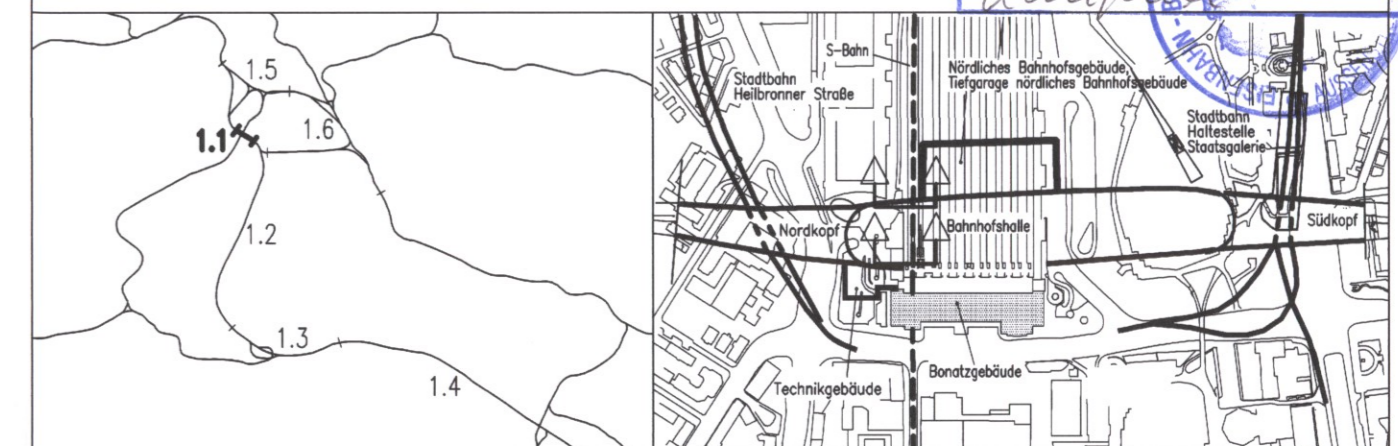 1.5
1.6
1.1
1.2
1.3
1.4
S-Bahn
Stadtbahn
Heilbronner Straße
Nördliches Bahnhofsgebäude,
Tiefgarage nördliches Bahnhofsgebäude
Stadtbahn
Haltestelle
Staatsgalerie
Nordkopf
Bahnhofshalle
Südkopf
Technikgebäude
Bonatzgebäude
EISENBAHN-B